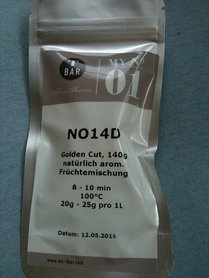 T
BAR
MY No
01
NO14D
Golden Cut, 140g
natürlich arom.
Früchtemischung
8 - 10 min
100°C
20g - 25g pro 1L
Datum: 12.05.2015
www.my-tbar.com